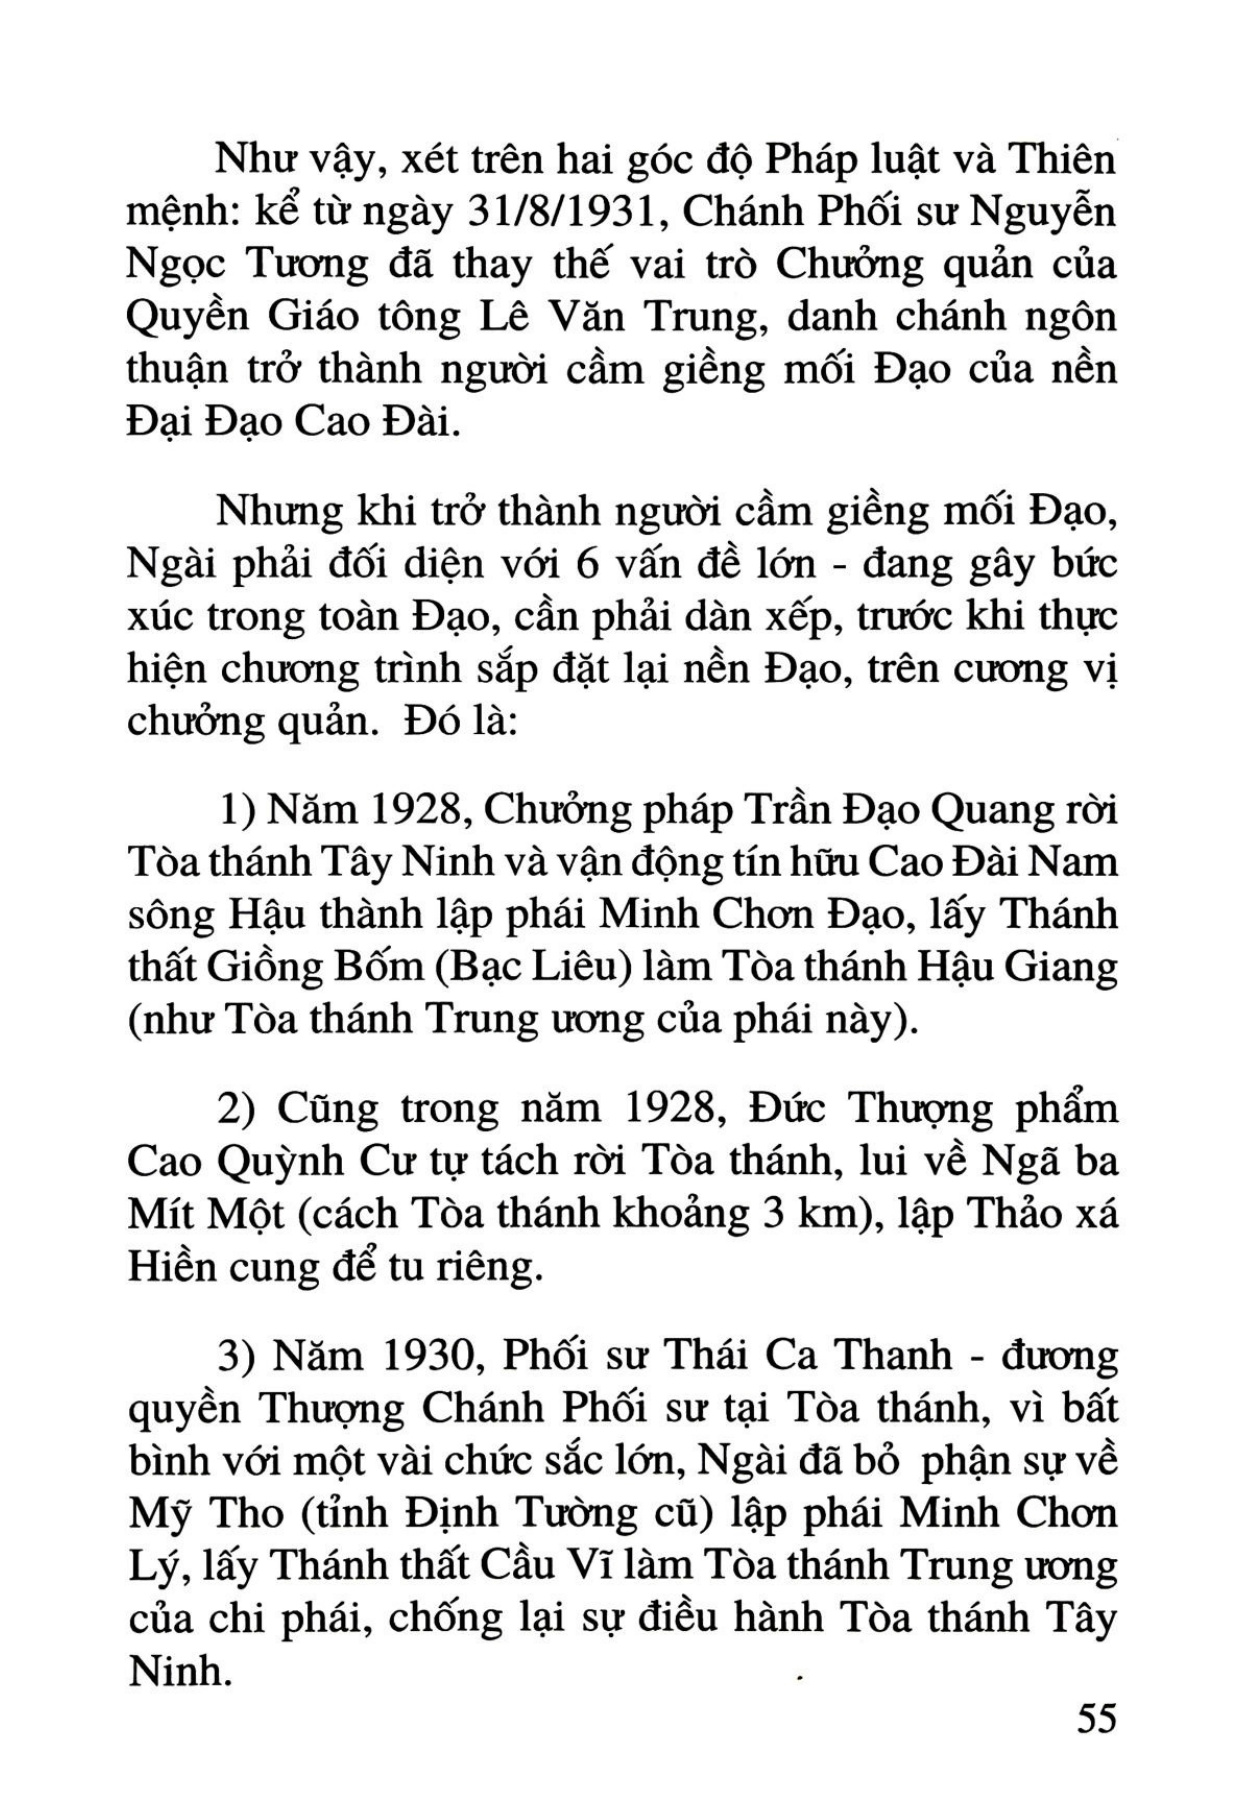 Như vậy, xét trên hai góc độ Pháp luật và Thiên
mệnh: kể từ ngày 31/8/1931, Chánh Phối sư Nguyễn
Ngọc Tương đã thay thế vai trò Chưởng quản của
Quyền Giáo tông Lê Văn Trung, danh chánh ngôn
thuận trở thành người cầm giềng mối Đạo của nền
Đại Đạo Cao Đài.
Nhưng khi trở thành người cầm giềng mối Đạo,
Ngài phải đối diện với 6 vấn đề lớn - đang gây bức
xúc trong toàn Đạo, cần phải dàn xếp, trước khi thực
hiện chương trình sắp đặt lại nền Đạo, trên cương vị
chưởng quản. Đó là:
1) Năm 1928, Chưởng pháp Trần Đạo Quang rời
Tòa thánh Tây Ninh và vận động tín hữu Cao Đài Nam
sông Hậu thành lập phái Minh Chơn Đạo, lấy Thánh
thất Giồng Bốm (Bạc Liêu) làm Tòa thánh Hậu Giang
(như Tòa thánh Trung ương của phái này).
2) Cũng trong năm 1928, Đức Thượng phẩm
Cao Quỳnh Cư tự tách rời Tòa thánh, lui về Ngã ba
Mít Một (cách Tòa thánh khoảng 3 km), lập Thảo xá
Hiền cung để tu riêng.
3) Năm 1930, Phối sư Thái Ca Thanh - đương
quyền Thượng Chánh Phối sư tại Tòa thánh, vì bất
bình với một vài chức sắc lớn, Ngài đã bỏ phận sự về
Mỹ Tho (tỉnh Định Tường cũ) lập phái Minh Chơn
Lý, lấy Thánh thất Cầu Vĩ làm Tòa thánh Trung ương
của chi phái, chống lại sự điều hành Tòa thánh Tây
Ninh.
55